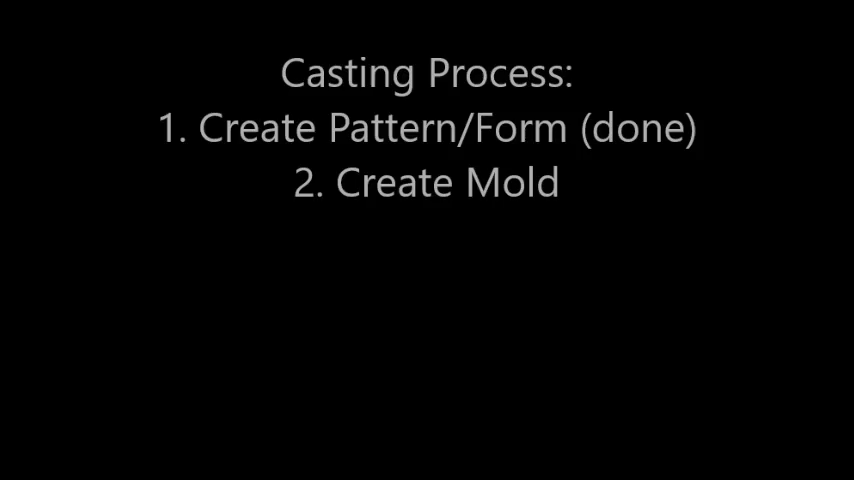 Casting Process:
1. Create Pattern/Form (done)
2. Create Mold